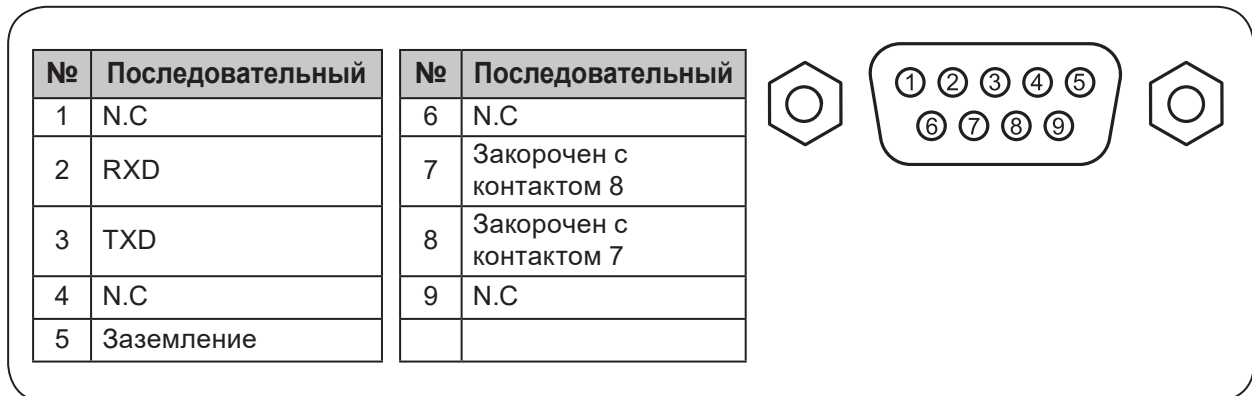 № Последовательный
1 N.C
2 RXD
3 TXD
4 N.C
5 Заземление
№ Последовательный
6 N.C
7 Закорочен с
контактом 8
8 Закорочен с
контактом 7
9 N.C
1 2 3 4 5
6 7 8 9